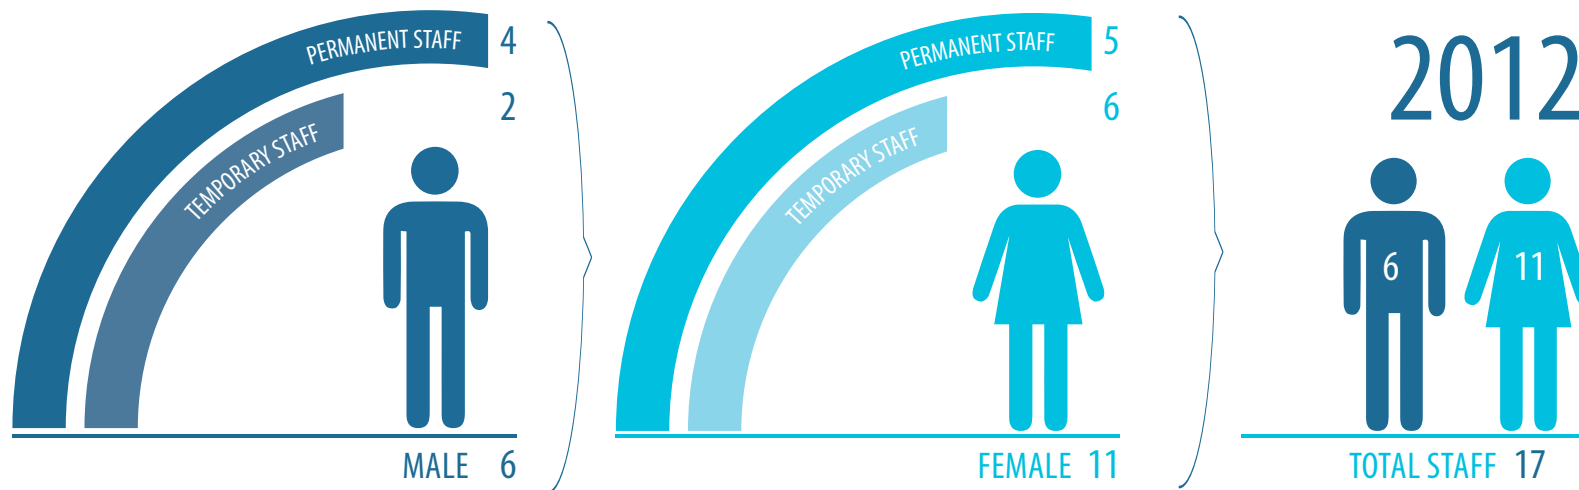 PERMANENT STAFF 4
TEMPORARY STAFF 2
MALE 6
PERMANENT STAFF 5
TEMPORARY STAFF 6
FEMALE 11
2012
6 11
TOTAL STAFF 17